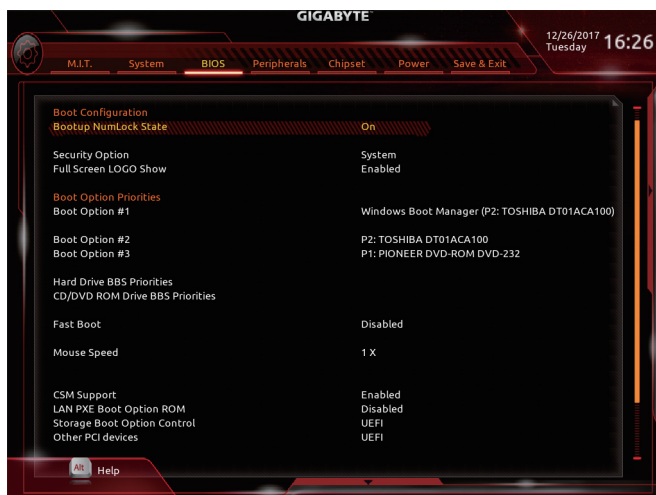 GIGABYTE™
12/26/2017 16:26
Tuesday
M.I.T. System BIOS Peripherals Chipset Power Save & Exit
Boot Configuration
Bootup NumLock State On
Security Option System
Full Screen LOGO Show Enabled
Boot Option Priorities
Boot Option #1 Windows Boot Manager (P2: TOSHIBA DT01ACA100)
Boot Option #2 P2: TOSHIBA DT01ACA100
Boot Option #3 P1: PIONEER DVD-ROM DVD-232
Hard Drive BBS Priorities
CD/DVD ROM Drive BBS Priorities
Fast Boot Disabled
Mouse Speed 1 X
CSM Support Enabled
LAN PXE Boot Option ROM Disabled
Storage Boot Option Control UEFI
Other PCI devices UEFI
Alt Help